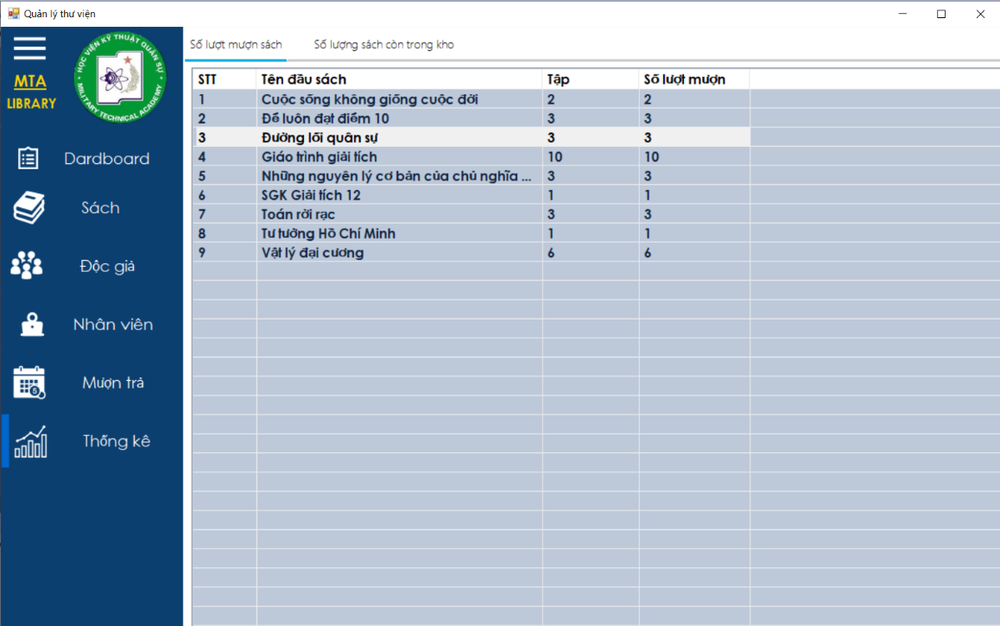 Quản lý thư viện
MTA
LIBRARY
HỌC VIỆN KỸ THUẬT QUÂN SỰ
MILITARY TECHNICAL ACADEMY
Dardboard
Sách
Độc giả
Nhân viên
Mượn trả
Thống kê
Số lượt mượn sách Số lượng sách còn trong kho
STT Tên đầu sách Tập Số lượt mượn
1 Cuộc sống không giống cuộc đời 2 2
2 Để luôn đạt điểm 10 3 3
3 Đường lối quân sự 3 3
4 Giáo trình giải tích 10 10
5 Những nguyên lý cơ bản của chủ nghĩa ... 3 3
6 SGK Giải tích 12 1 1
7 Toán rời rạc 3 3
8 Tư tưởng Hồ Chí Minh 1 1
9 Vật lý đại cương 6 6